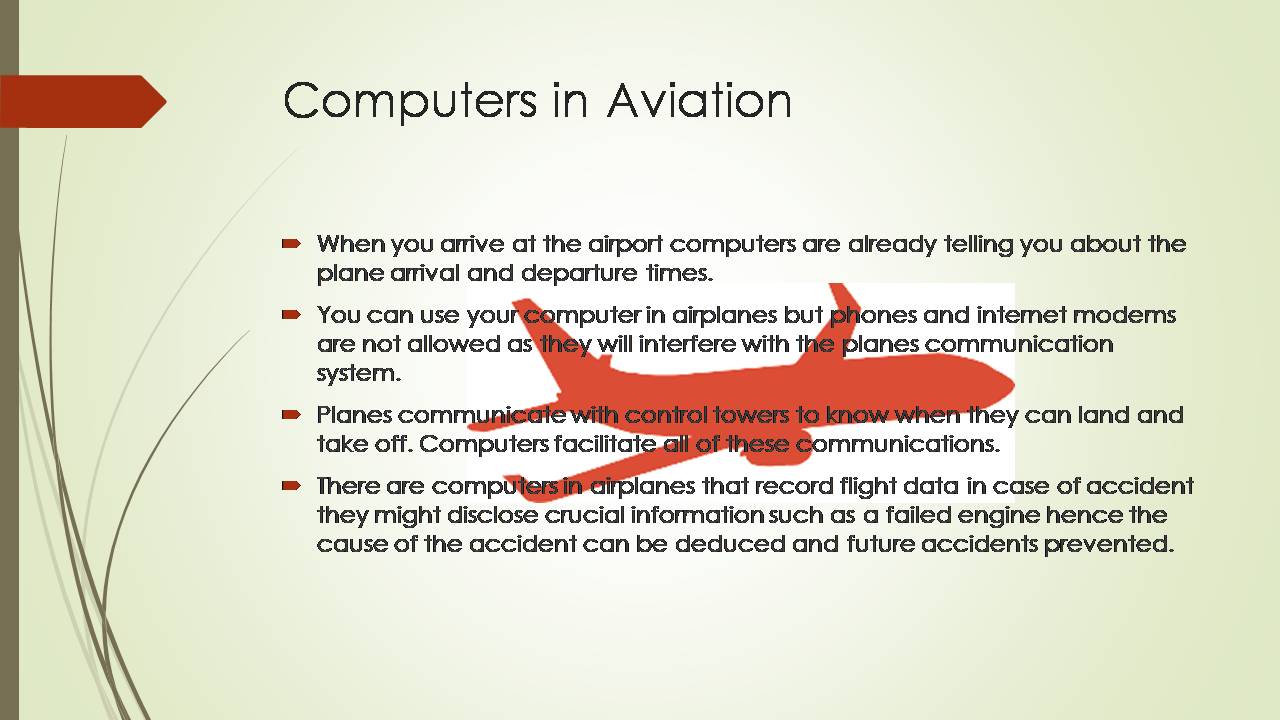 Computers in Aviation
When you arrive at the airport computers are already telling you about the
plane arrival and departure times.
You can use your computer in airplanes but phones and internet modems
are not allowed as they will interfere with the planes communication
system.
Planes communicate with control towers to know when they can land and
take off. Computers facilitate all of these communications.
There are computers in airplanes that record flight data in case of accident
they might disclose crucial information such as a failed engine hence the
cause of the accident can be deduced and future accidents prevented.